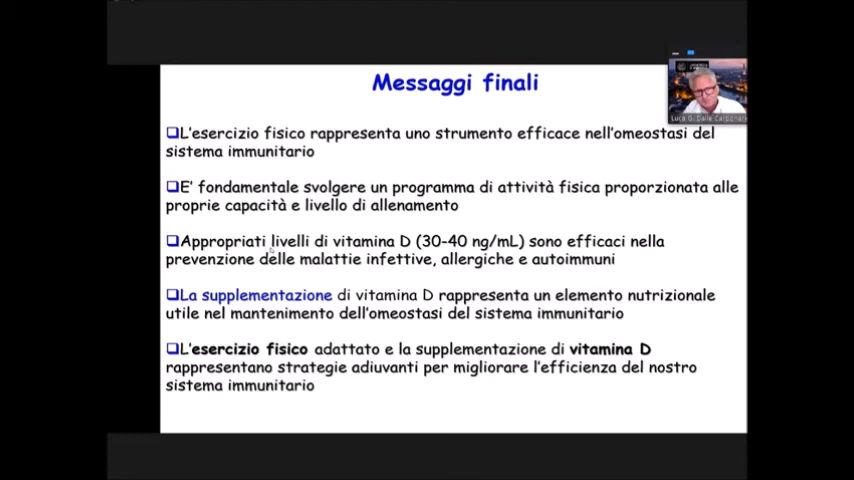 Messaggi finali
L'esercizio fisico rappresenta uno strumento efficace nell'omeostasi del
sistema immunitario
E' fondamentale svolgere un programma di attività fisica proporzionata alle
proprie capacità e livello di allenamento
Appropriati livelli di vitamina D (30-40 ng/mL) sono efficaci nella
prevenzione delle malattie infettive, allergiche e autoimmuni
La supplementazione di vitamina D rappresenta un elemento nutrizionale
utile nel mantenimento dell'omeostasi del sistema immunitario
L'esercizio fisico adattato e la supplementazione di vitamina D
rappresentano strategie adiuvanti per migliorare l'efficienza del nostro
sistema immunitario
Luca G. Dalle Carbonare